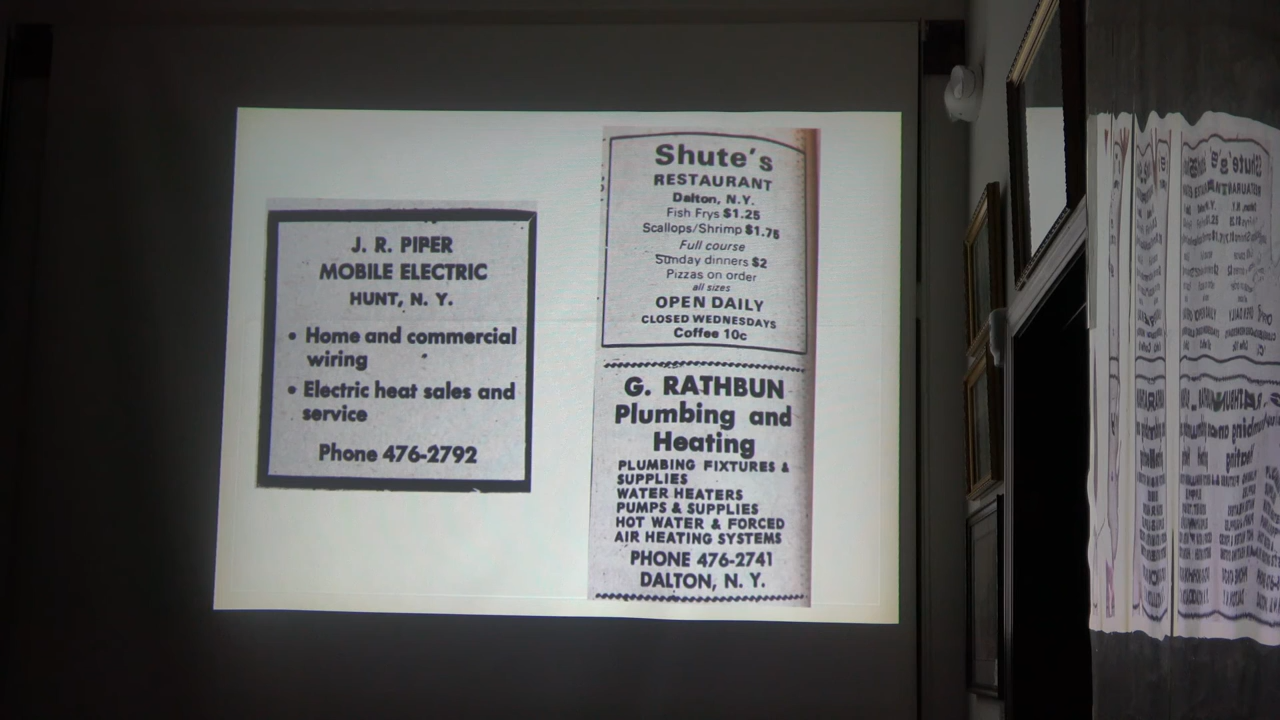 J. R. PIPER
MOBILE ELECTRIC
HUNT, N. Y.
• Home and commercial
wiring
• Electric heat sales and
service
Phone 476-2792
Shute's
RESTAURANT
Dalton, N.Y.
Fish Frys $1.25
Scallops/Shrimp $1.75
Full course
Sunday dinners $2
Pizzas on order
all sizes
OPEN DAILY
CLOSED WEDNESDAYS
Coffee 10c
G. RATHBUN
Plumbing and
Heating
PLUMBING FIXTURES &
SUPPLIES
WATER HEATERS
PUMPS & SUPPLIES
HOT WATER & FORCED
AIR HEATING SYSTEMS
PHONE 476-2741
DALTON, N. Y.